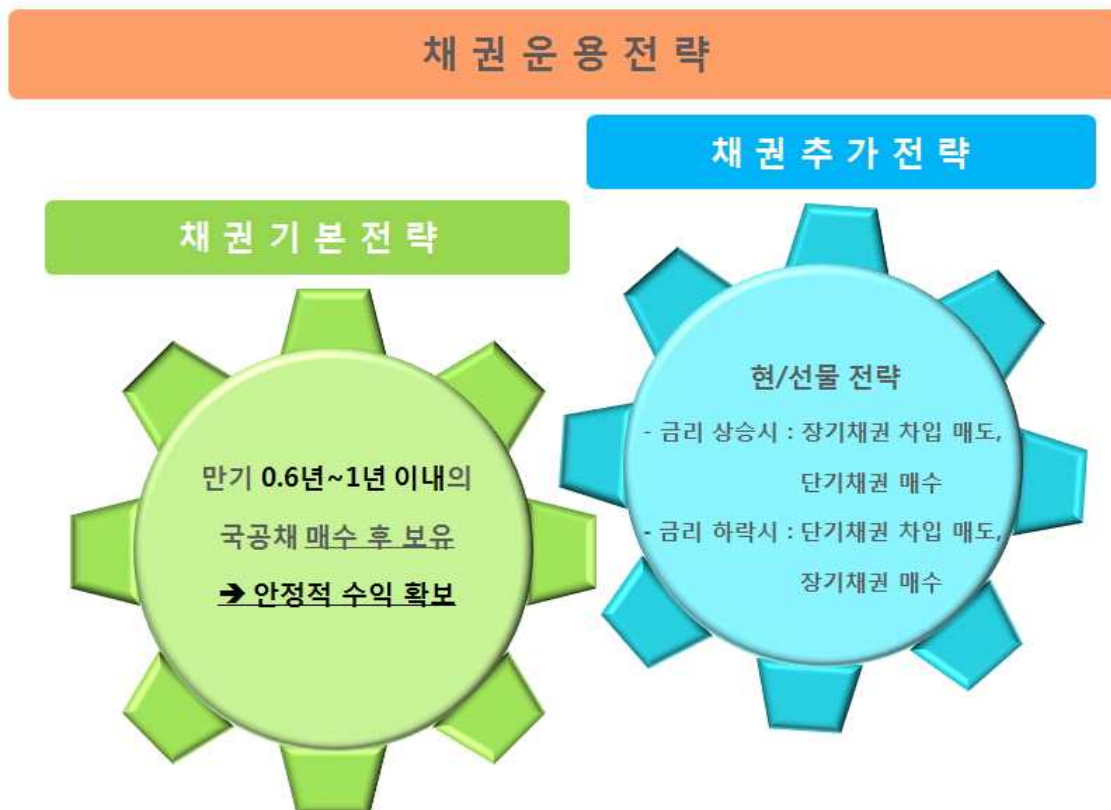 채권운용전략
채권추가전략
채권기본전략
만기 0.6년~1년 이내의
국공채 매수 후 보유
➔ 안정적 수익 확보
현/선물 전략
- 금리 상승시 : 장기채권 차입 매도,
단기채권 매수
- 금리 하락시 : 단기채권 차입 매도,
장기채권 매수